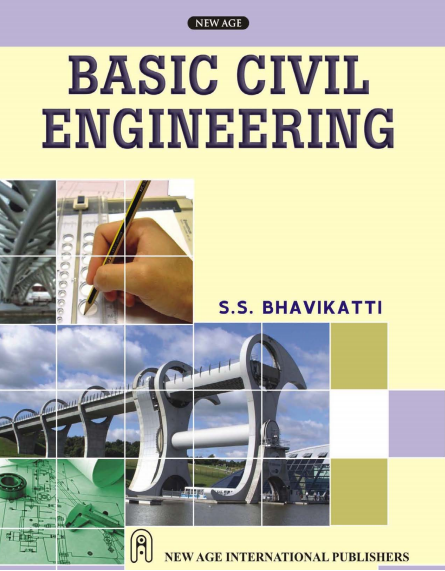 NEW AGE
BASIC CIVIL
ENGINEERING
S.S. BHAVIKATTI
NEW AGE INTERNATIONAL PUBLISHERS